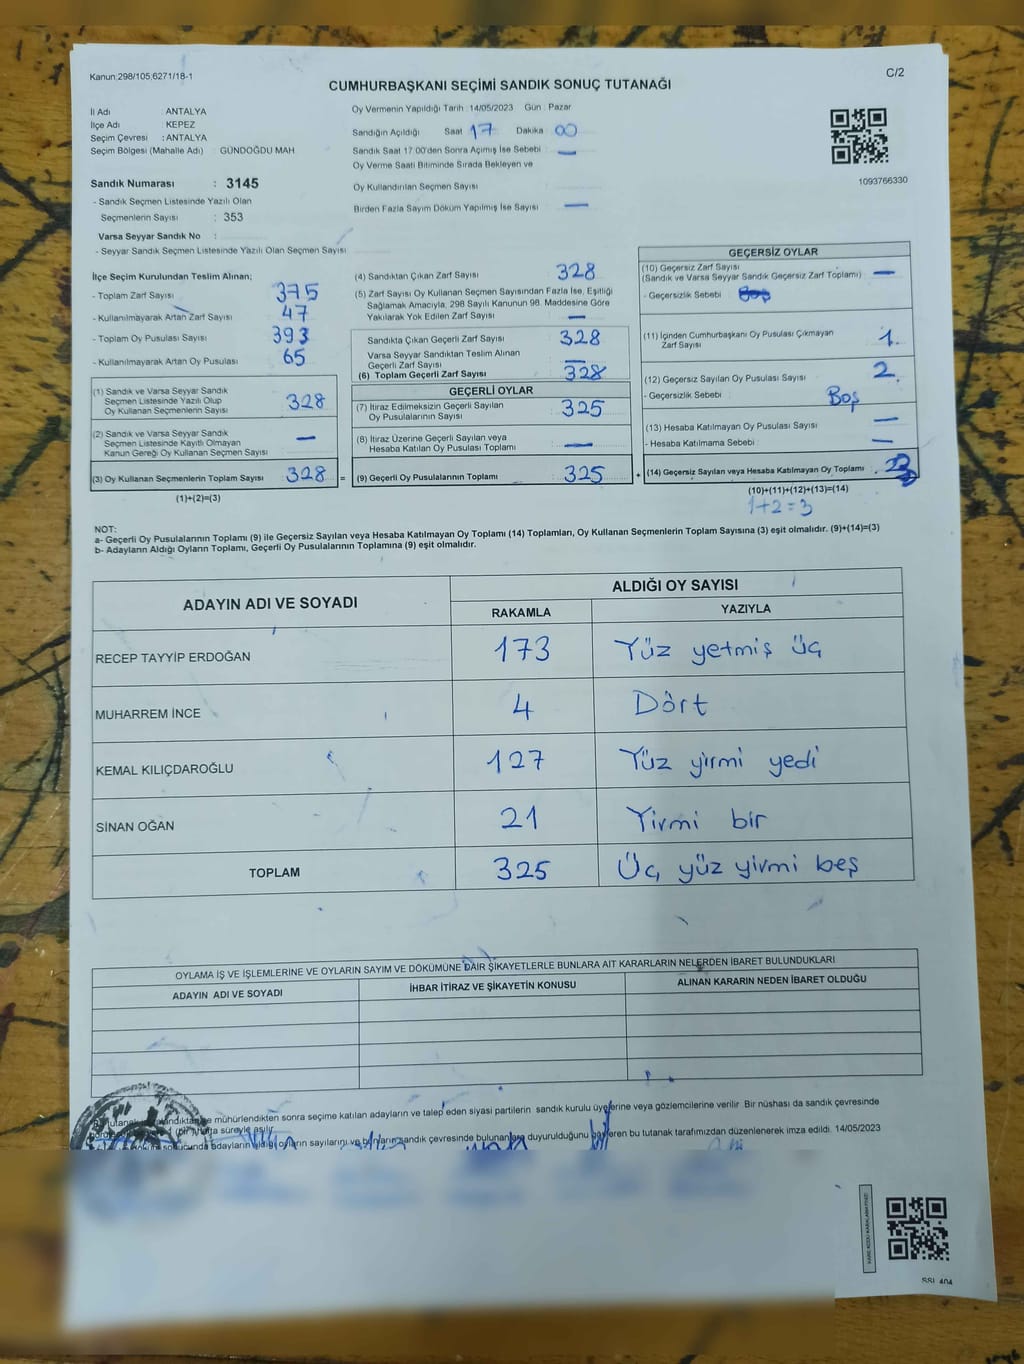 Kanun:298/105;6271/18-1
C/2
CUMHURBAŞKANI SEÇİMİ SANDIK SONUÇ TUTANAĞI
İl Adı : ANTALYA
İlçe Adı : KEPEZ
Seçim Çevresi : ANTALYA
Seçim Bölgesi (Mahalle Adı) : GÜNDOĞDU MAH
Sandık Numarası : 3145
- Sandık Seçmen Listesinde Yazılı Olan
Seçmenlerin Sayısı : 353
Varsa Seyyar Sandık No :
- Seyyar Sandık Seçmen Listesinde Yazılı Olan Seçmen Sayısı
Oy Vermenin Yapıldığı Tarih :14/05/2023 Gün : Pazar
Sandığın Açıldığı Saat 17 Dakika 00
Sandık Saat 17:00'den Sonra Açımış İse Sebebi : —
Oy Verme Saati Bitiminde Sırada Bekleyen ve
Oy Kullandırılan Seçmen Sayısı
Birden Fazla Sayım Döküm Yapılmış İse Sayısı : —
1093766330
İlçe Seçim Kurulundan Teslim Alınan;
- Toplam Zarf Sayısı : 375
- Kullanılmayarak Artan Zarf Sayısı : 47
- Toplam Oy Pusulası Sayısı : 393
- Kullanılmayarak Artan Oy Pusulası : 65
(1) Sandık ve Varsa Seyyar Sandık
Seçmen Listesinde Yazılı Olup
Oy Kullanan Seçmenlerin Sayısı : 328
(2) Sandık ve Varsa Seyyar Sandık
Seçmen Listesinde Kayıtlı Olmayan
Kanun Gereği Oy Kullanan Seçmen Sayısı : —
(3) Oy Kullanan Seçmenlerin Toplam Sayısı : 328 =
(1)+(2)=(3)
(4) Sandıktan Çıkan Zarf Sayısı : 328
(5) Zarf Sayısı Oy Kullanan Seçmen Sayısından Fazla İse, Eşitliği
Sağlamak Amacıyla, 298 Sayılı Kanunun 98. Maddesine Göre
Yakılarak Yok Edilen Zarf Sayısı : —
Sandıkta Çıkan Geçerli Zarf Sayısı : 328
Varsa Seyyar Sandıktan Teslim Alınan
Geçerli Zarf Sayısı : —
(6) Toplam Geçerli Zarf Sayısı : 328
GEÇERLİ OYLAR
(7) İtiraz Edilmeksizin Geçerli Sayılan
Oy Pusulalarının Sayısı : 325
(8) İtiraz Üzerine Geçerli Sayılan veya
Hesaba Katılan Oy Pusulası Toplamı : —
(9) Geçerli Oy Pusulalarının Toplamı : 325 +
GEÇERSİZ OYLAR
(10) Geçersiz Zarf Sayısı
(Sandık ve Varsa Seyyar Sandık Geçersiz Zarf Toplamı) : —
- Geçersizlik Sebebi :
(11) İçinden Cumhurbaşkanı Oy Pusulası Çıkmayan
Zarf Sayısı : 1
(12) Geçersiz Sayılan Oy Pusulası Sayısı : 2
- Geçersizlik Sebebi : Boş
(13) Hesaba Katılmayan Oy Pusulası Sayısı : —
- Hesaba Katılmama Sebebi : —
(14) Geçersiz Sayılan veya Hesaba Katılmayan Oy Toplamı : 3
(10)+(11)+(12)+(13)=(14)
1+2=3
NOT:
a- Geçerli Oy Pusulalarının Toplamı (9) ile Geçersiz Sayılan veya Hesaba Katılmayan Oy Toplamı (14) Toplamları, Oy Kullanan Seçmenlerin Toplam Sayısına (3) eşit olmalıdır. (9)+(14)=(3)
b- Adayların Aldığı Oyların Toplamı, Geçerli Oy Pusulalarının Toplamına (9) eşit olmalıdır.
ADAYIN ADI VE SOYADI
ALDIĞI OY SAYISI
RAKAMLA YAZIYLA
RECEP TAYYİP ERDOĞAN 173 Yüz yetmiş üç
MUHARREM İNCE 4 Dört
KEMAL KILIÇDAROĞLU 127 Yüz yirmi yedi
SİNAN OĞAN 21 Yirmi bir
TOPLAM 325 Üç yüz yirmi beş
OYLAMA İŞ VE İŞLEMLERİNE VE OYLARIN SAYIM VE DÖKÜMÜNE DAİR ŞİKAYETLERLE BUNLARA AİT KARARLARIN NELERDEN İBARET BULUNDUKLARI
ADAYIN ADI VE SOYADI İHBAR İTİRAZ VE ŞİKAYETİN KONUSU ALINAN KARARIN NEDEN İBARET OLDUĞU
mühürlendikten sonra seçime katılan adayların ve talep eden siyasi partilerin sandık kurulu üyelerine veya gözlemcilerine verilir. Bir nüshası da sandık çevresinde
süreyle asılır.
adayların aldığı oyların sayılarını ve bunların sandık çevresinde bulunanlara duyurulduğunu bu tutanak tarafımızdan düzenlenerek imza edildi. 14/05/2023